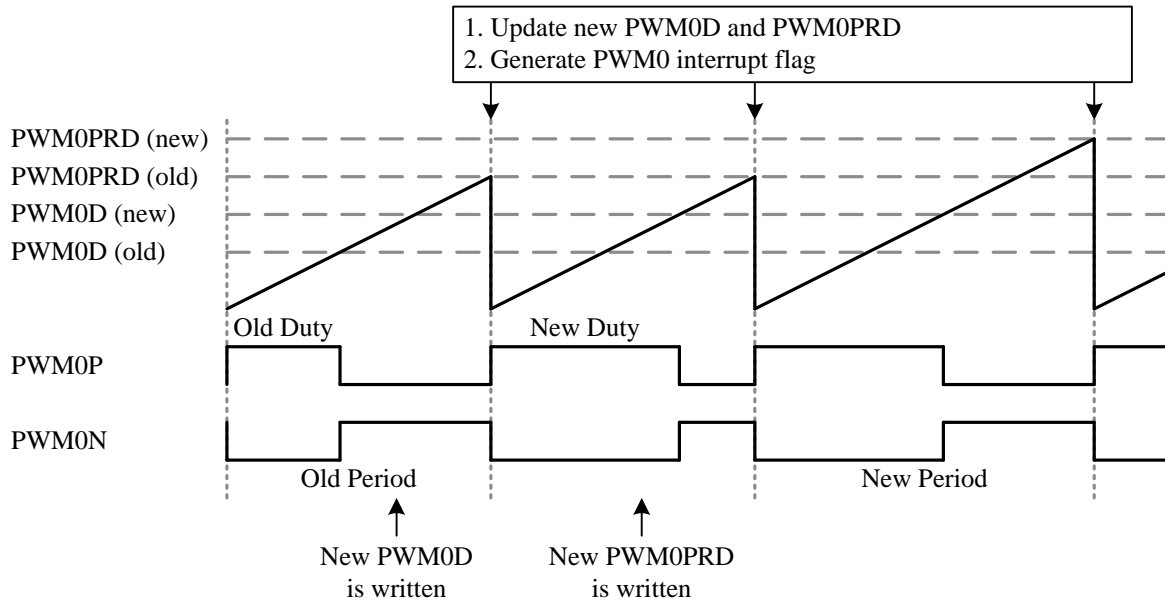 1. Update new PWM0D and PWM0PRD
2. Generate PWM0 interrupt flag
PWM0PRD (new)
PWM0PRD (old)
PWM0D (new)
PWM0D (old)
Old Duty
New Duty
PWM0P
PWM0N
Old Period
New Period
New PWM0D
is written
New PWM0PRD
is written